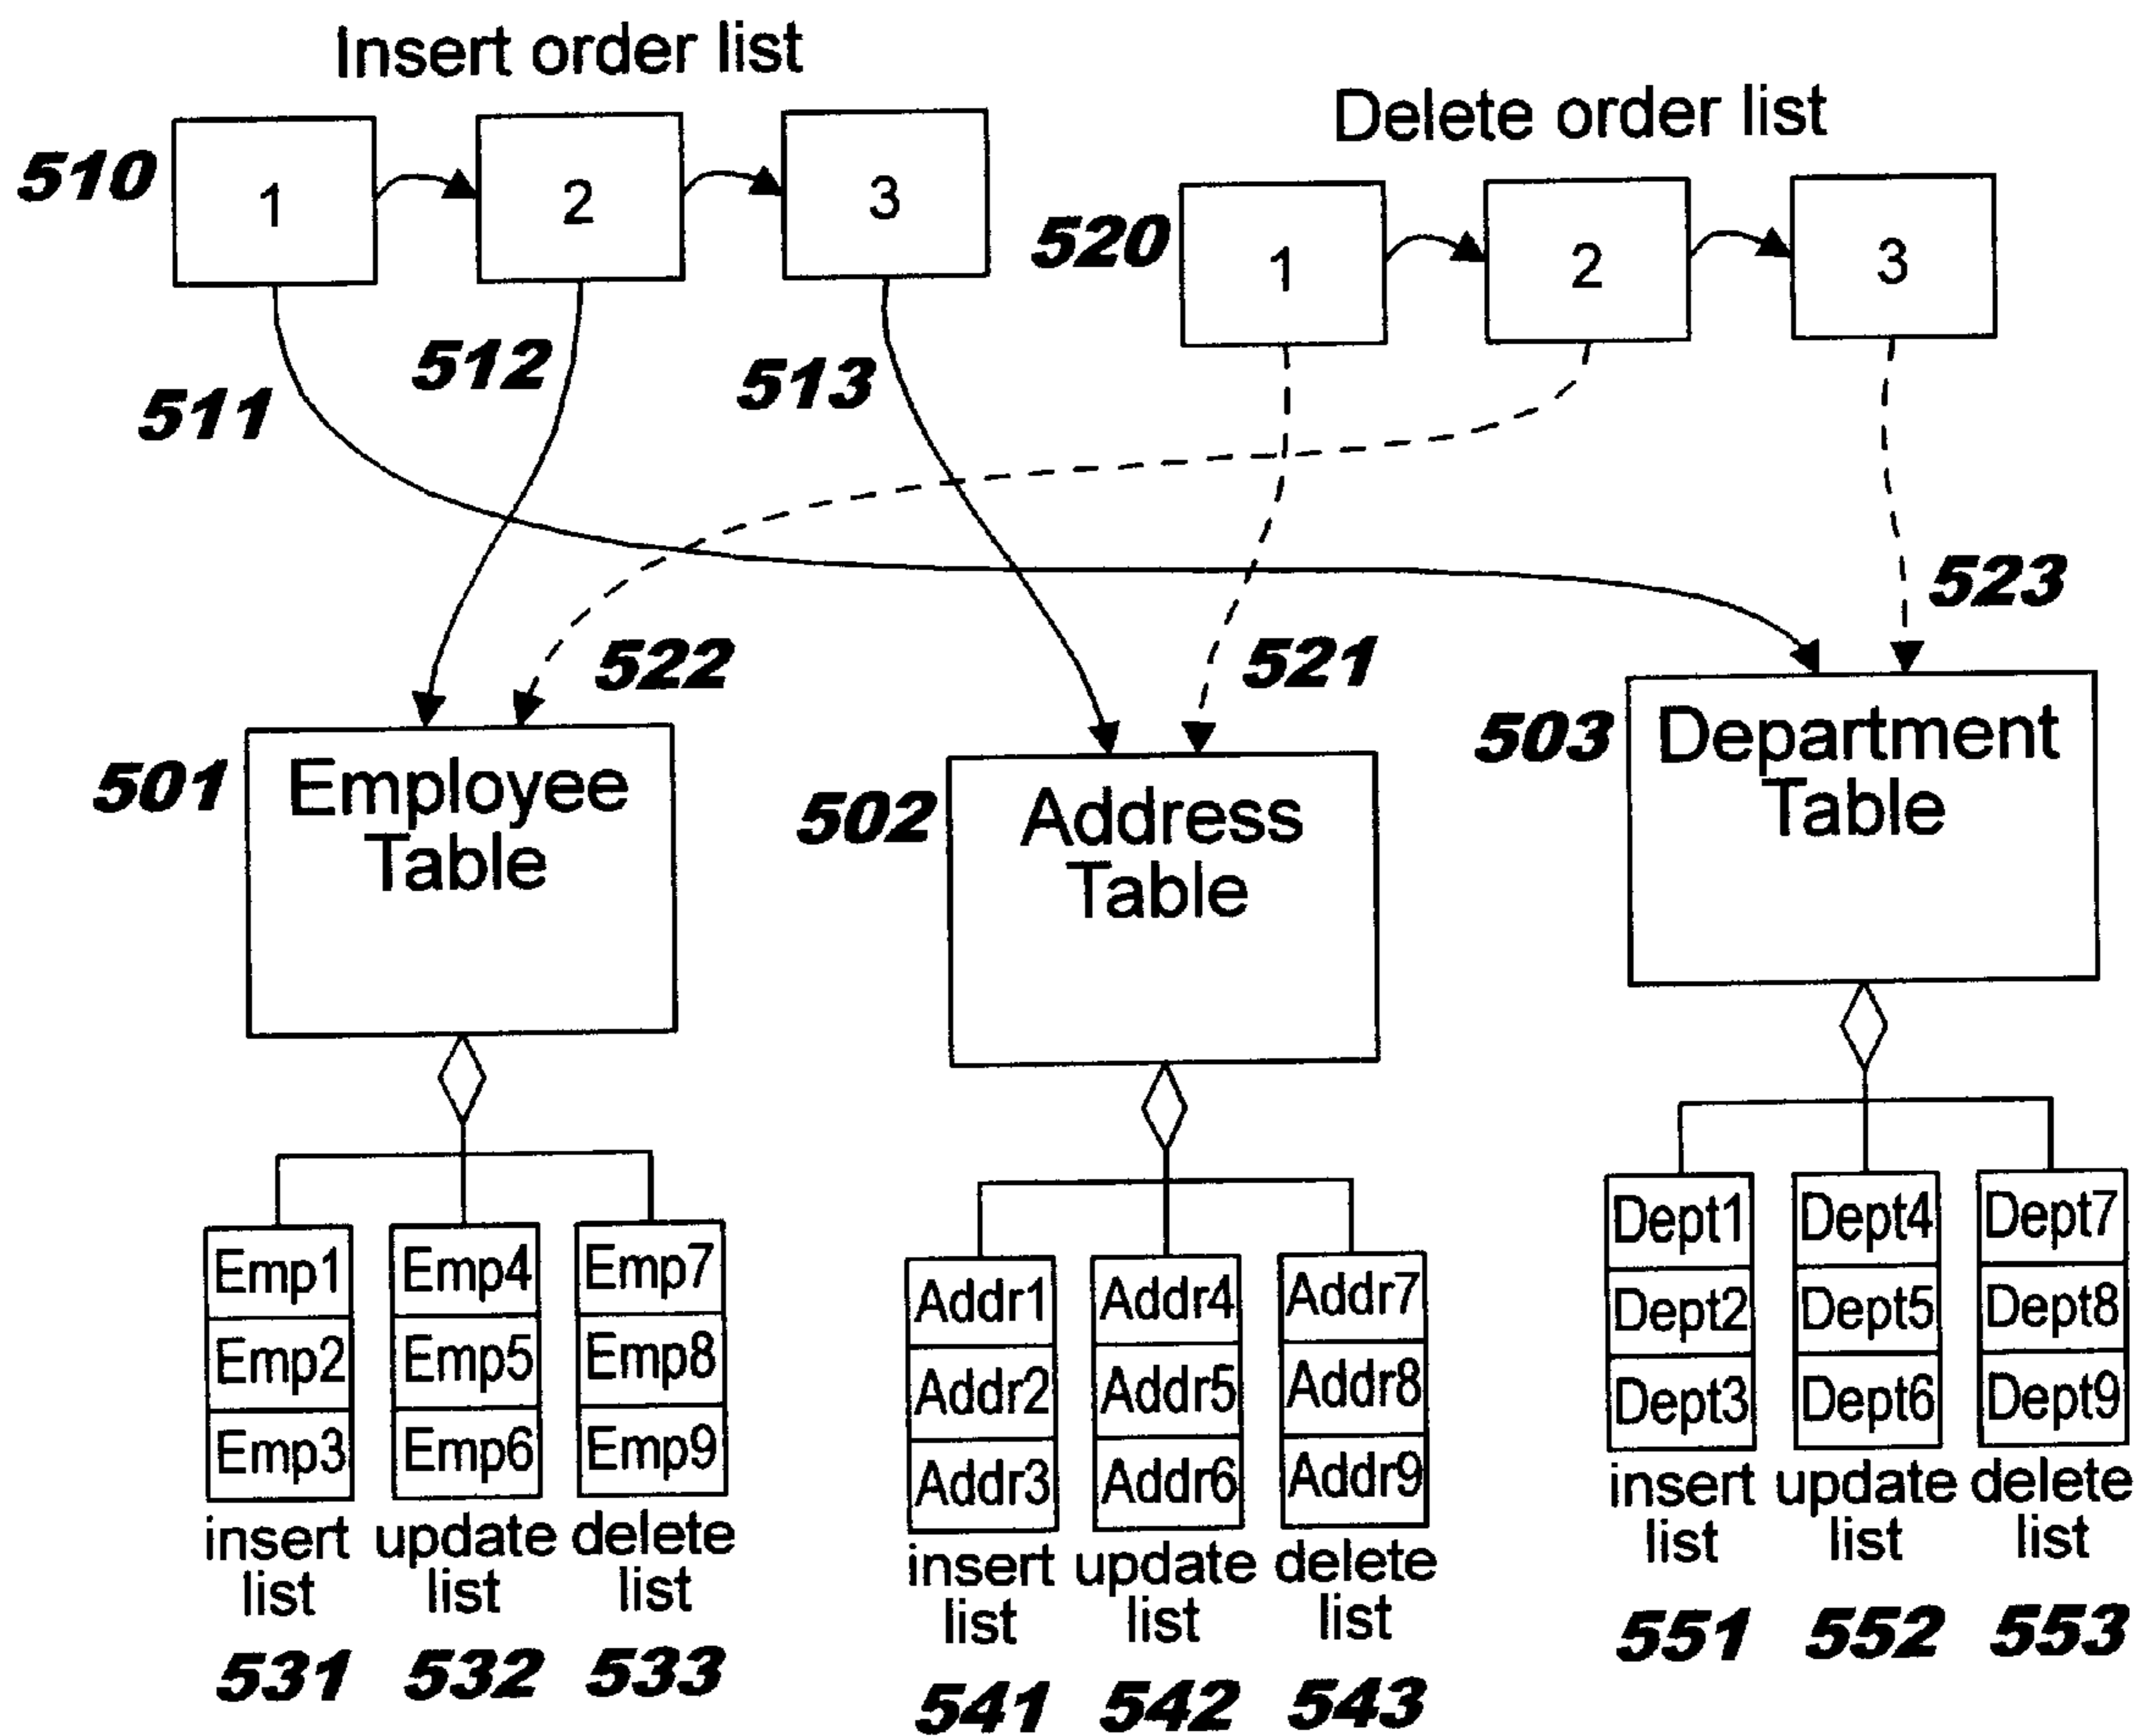 Insert order list
Delete order list
510
1
2
3
520
1
2
3
511
512
513
522
521
523
501
Employee
Table
502
Address
Table
503
Department
Table
Emp1
Emp2
Emp3
insert
list
531
Emp4
Emp5
Emp6
update
list
532
Emp7
Emp8
Emp9
delete
list
533
Addr1
Addr2
Addr3
insert
list
541
Addr4
Addr5
Addr6
update
list
542
Addr7
Addr8
Addr9
delete
list
543
Dept1
Dept2
Dept3
insert
list
551
Dept4
Dept5
Dept6
update
list
552
Dept7
Dept8
Dept9
delete
list
553